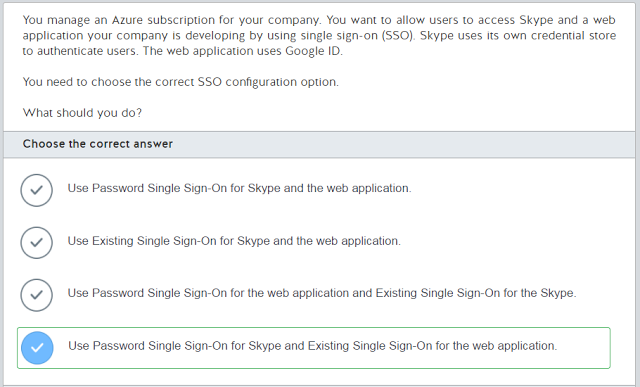 You manage an Azure subscription for your company. You want to allow users to access Skype and a web
application your company is developing by using single sign-on (SSO). Skype uses its own credential store
to authenticate users. The web application uses Google ID.
You need to choose the correct SSO configuration option.
What should you do?
Choose the correct answer
Use Password Single Sign-On for Skype and the web application.
Use Existing Single Sign-On for Skype and the web application.
Use Password Single Sign-On for the web application and Existing Single Sign-On for the Skype.
Use Password Single Sign-On for Skype and Existing Single Sign-On for the web application.